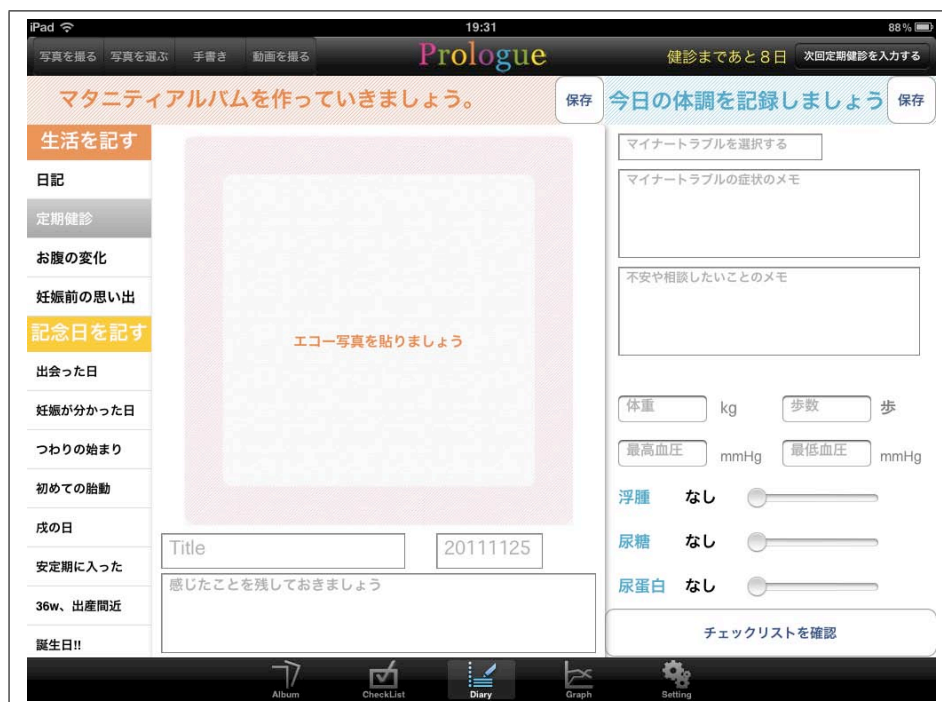 iPad 19:31 88%
写真を撮る 写真を選ぶ 手書き 動画を撮る Prologue 健診まであと8日 次回定期健診を入力する
マタニティアルバムを作っていきましょう。 保存 今日の体調を記録しましょう 保存
生活を記す
日記
定期健診
お腹の変化
妊娠前の思い出
記念日を記す
出会った日
妊娠が分かった日
つわりの始まり
初めての胎動
戌の日
安定期に入った
36w、出産間近
誕生日!!
エコー写真を貼りましょう
Title 20111125
感じたことを残しておきましょう
マイナートラブルを選択する
マイナートラブルの症状のメモ
不安や相談したいことのメモ
体重 kg 歩数 歩
最高血圧 mmHg 最低血圧 mmHg
浮腫 なし
尿糖 なし
尿蛋白 なし
チェックリストを確認
Album CheckList Diary Graph Setting